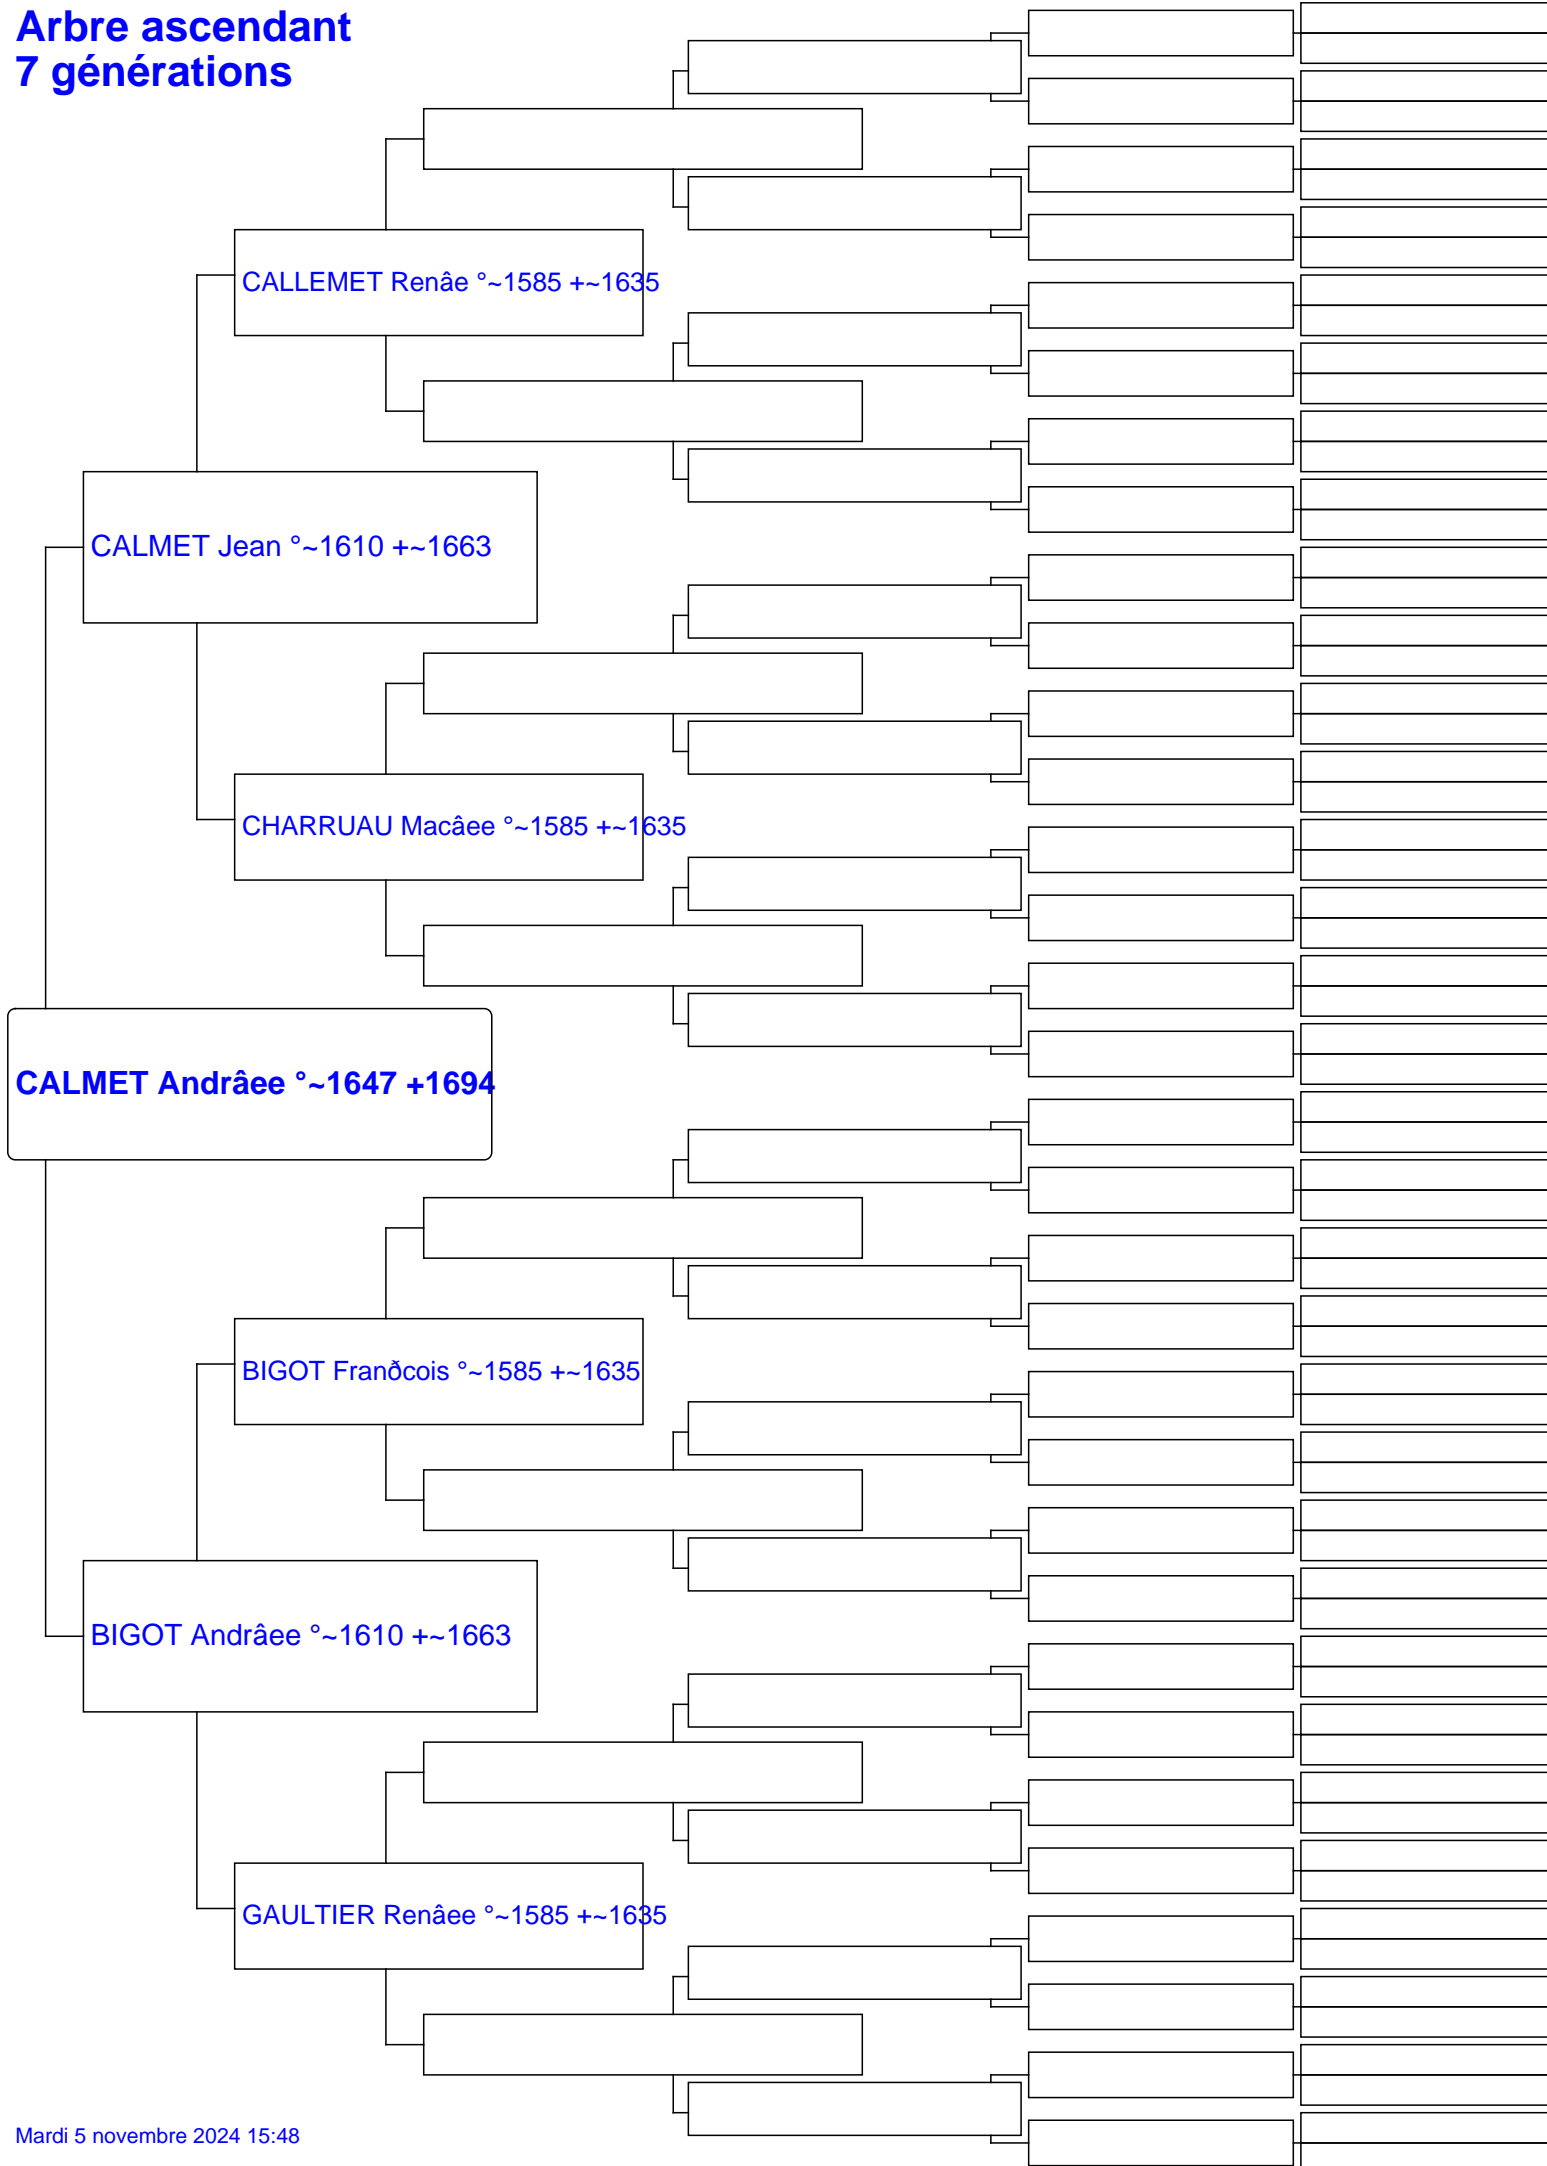 Arbre ascendant
7 générations
CALLEMET Renâe °~1585 +~1635
CALMET Jean °~1610 +~1663
CHARRUAU Macâee °~1585 +~1635
CALMET Andrâee °~1647 +1694
BIGOT Franðcois °~1585 +~1635
BIGOT Andrâee °~1610 +~1663
GAULTIER Renâee °~1585 +~1635
Mardi 5 novembre 2024 15:48